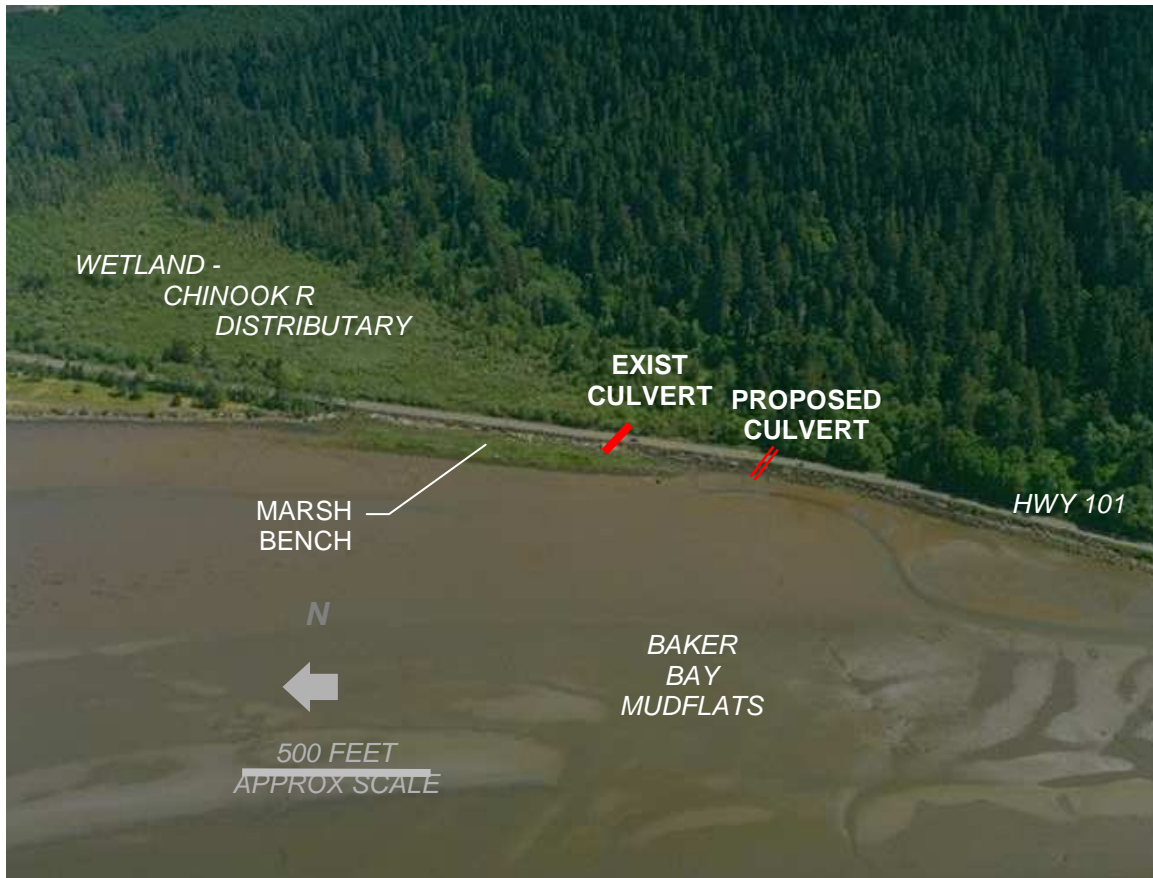 WETLAND -
CHINOOK R
DISTRIBUTARY
EXIST
CULVERT
PROPOSED
CULVERT
HWY 101
MARSH
BENCH
N
BAKER
BAY
MUDFLATS
500 FEET
APPROX SCALE